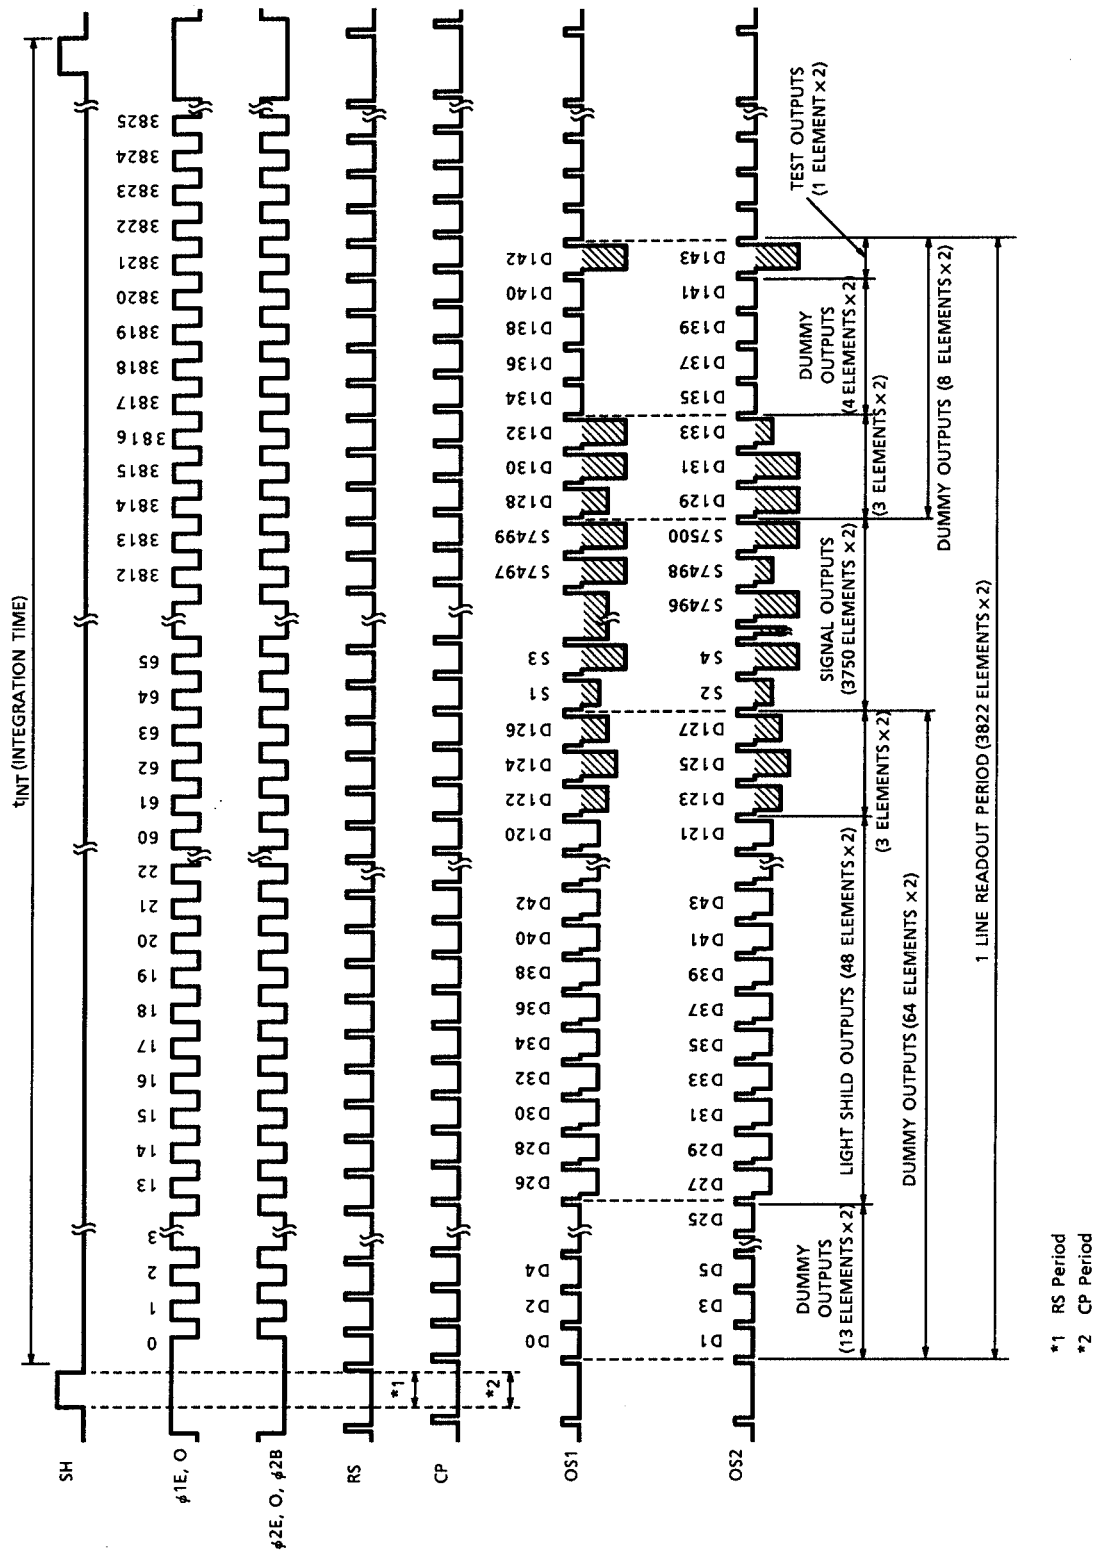 tINT (INTEGRATION TIME)
SH
0 1 2 3 13 14 15 16 17 18 19 20 21 22 60 61 62 63 64 65 3812 3813 3814 3815 3816 3817 3818 3819 3820 3821 3822 3823 3824 3825
φ1E, O
φ2E, O, φ2B
RS
*1
CP
*2
D0 D2 D4 D26 D28 D30 D32 D34 D36 D38 D40 D42 D120 D122 D124 D126 S1 S3 S7497 S7499 D128 D130 D132 D134 D136 D138 D140 D142
OS1
D1 D3 D5 D25 D27 D29 D31 D33 D35 D37 D39 D41 D43 D121 D123 D125 D127 S2 S4 S7496 S7498 S7500 D129 D131 D133 D135 D137 D139 D141 D143
OS2
DUMMY
OUTPUTS
(13 ELEMENTS×2)
LIGHT SHILD OUTPUTS (48 ELEMENTS×2)
(3 ELEMENTS×2)
SIGNAL OUTPUTS
(3750 ELEMENTS ×2)
(3 ELEMENTS×2)
DUMMY
OUTPUTS
(4 ELEMENTS×2)
TEST OUTPUTS
(1 ELEMENT×2)
DUMMY OUTPUTS (64 ELEMENTS ×2)
DUMMY OUTPUTS (8 ELEMENTS×2)
1 LINE READOUT PERIOD (3822 ELEMENTS ×2)
*1 RS Period
*2 CP Period